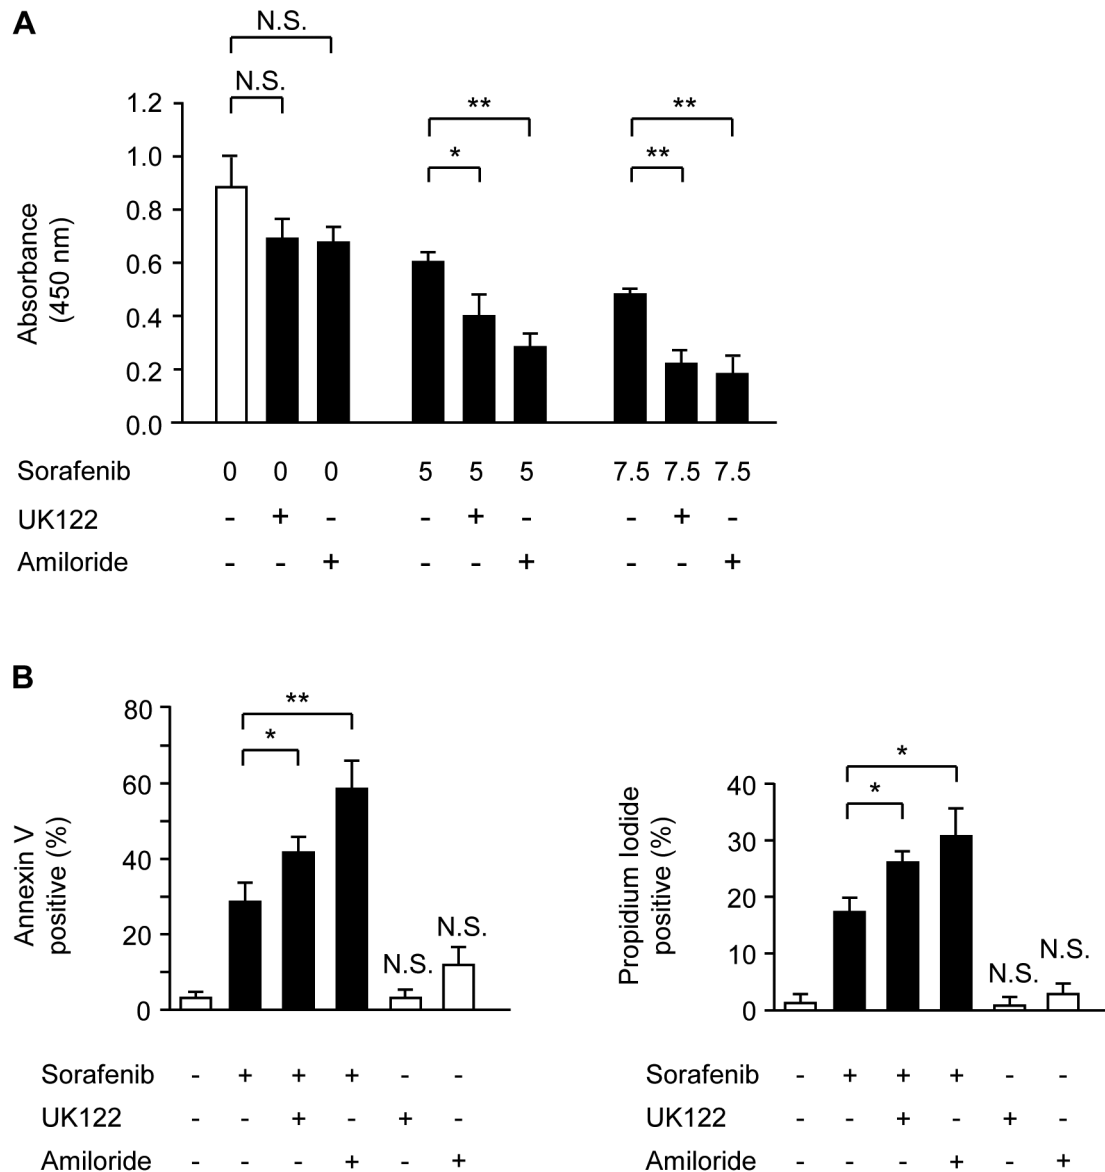 A
N.S.
N.S.
** **
* **
1.2
1.0
0.8
0.6
0.4
0.2
0.0
Absorbance
(450 nm)
Sorafenib 0 0 0 5 5 5 7.5 7.5 7.5
UK122 - + - - + - - + -
Amiloride - - + - - + - - +
B
**
*
80
60
40
20
0
Annexin V
positive (%)
N.S.
N.S.
Sorafenib - + + + - -
UK122 - - + - + -
Amiloride - - - + - +
*
*
40
30
20
10
0
Propidium Iodide
positive (%)
N.S.
N.S.
Sorafenib - + + + - -
UK122 - - + - + -
Amiloride - - - + - +